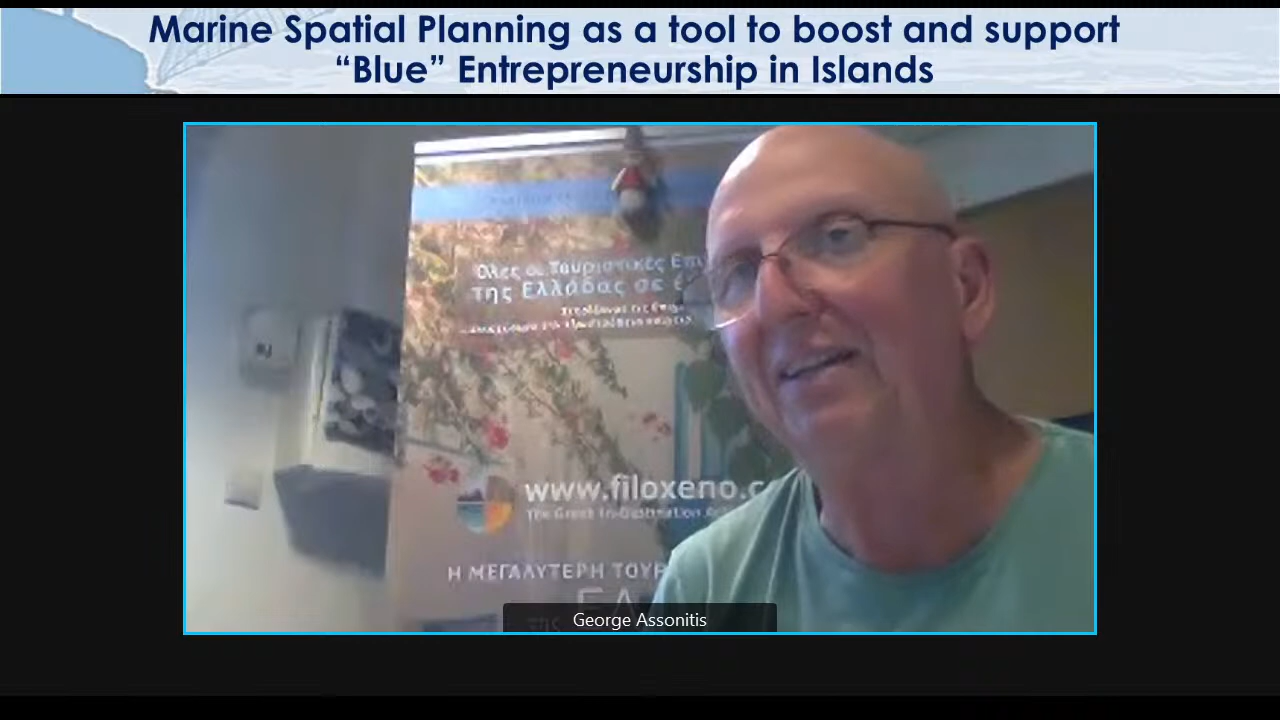 Marine Spatial Planning as a tool to boost and support
“Blue” Entrepreneurship in Islands
Όλες οι Τουριστικές Επι
της Ελλάδας σε έ
www.filoxeno.c
The Greek In-Destination
Η ΜΕΓΑΛΥΤΕΡΗ ΤΟΥΡ
George Assonitis